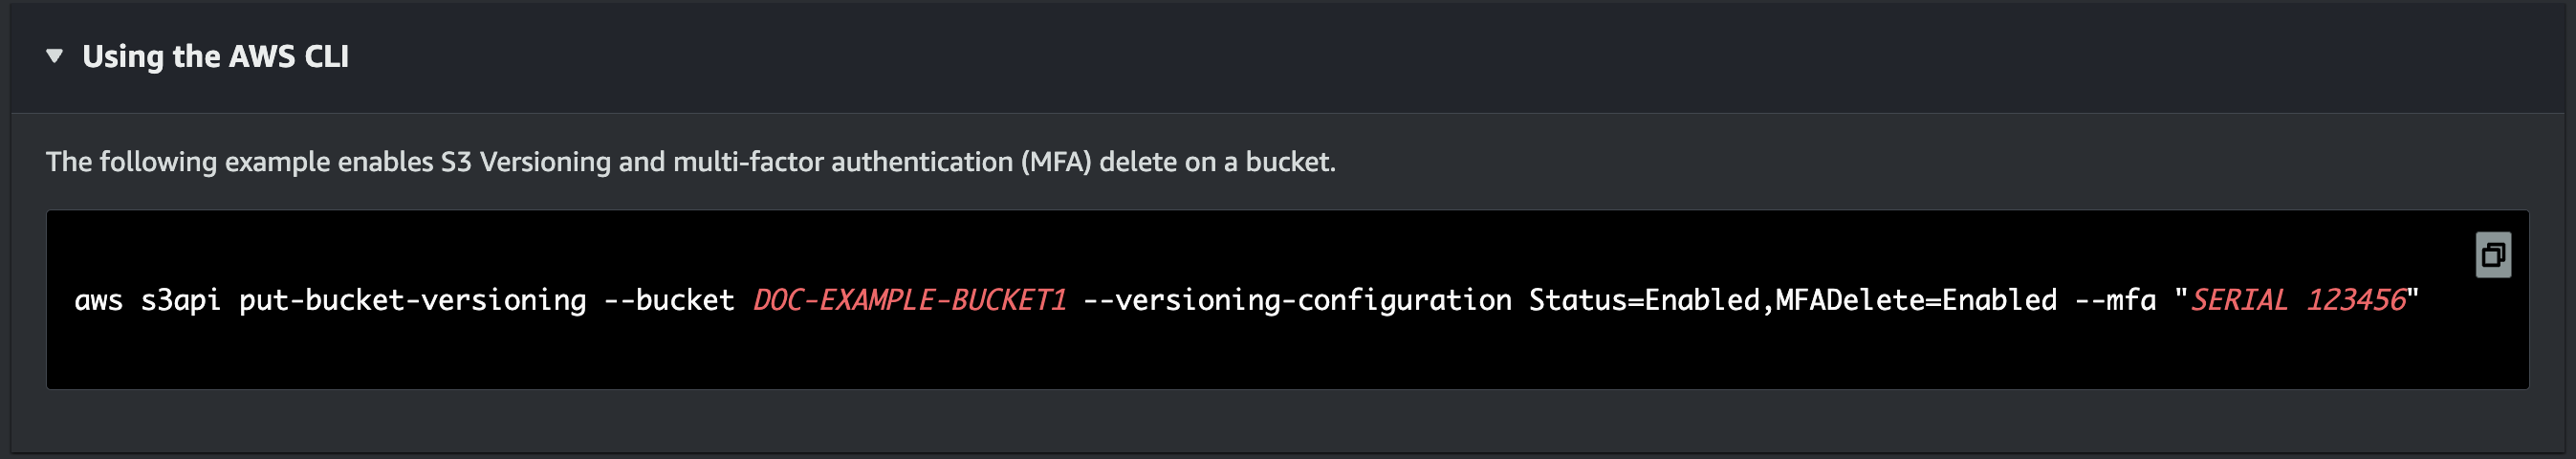 Using the AWS CLI
The following example enables S3 Versioning and multi-factor authentication (MFA) delete on a bucket.
aws s3api put-bucket-versioning --bucket DOC-EXAMPLE-BUCKET1 --versioning-configuration Status=Enabled,MFADelete=Enabled --mfa "SERIAL 123456"